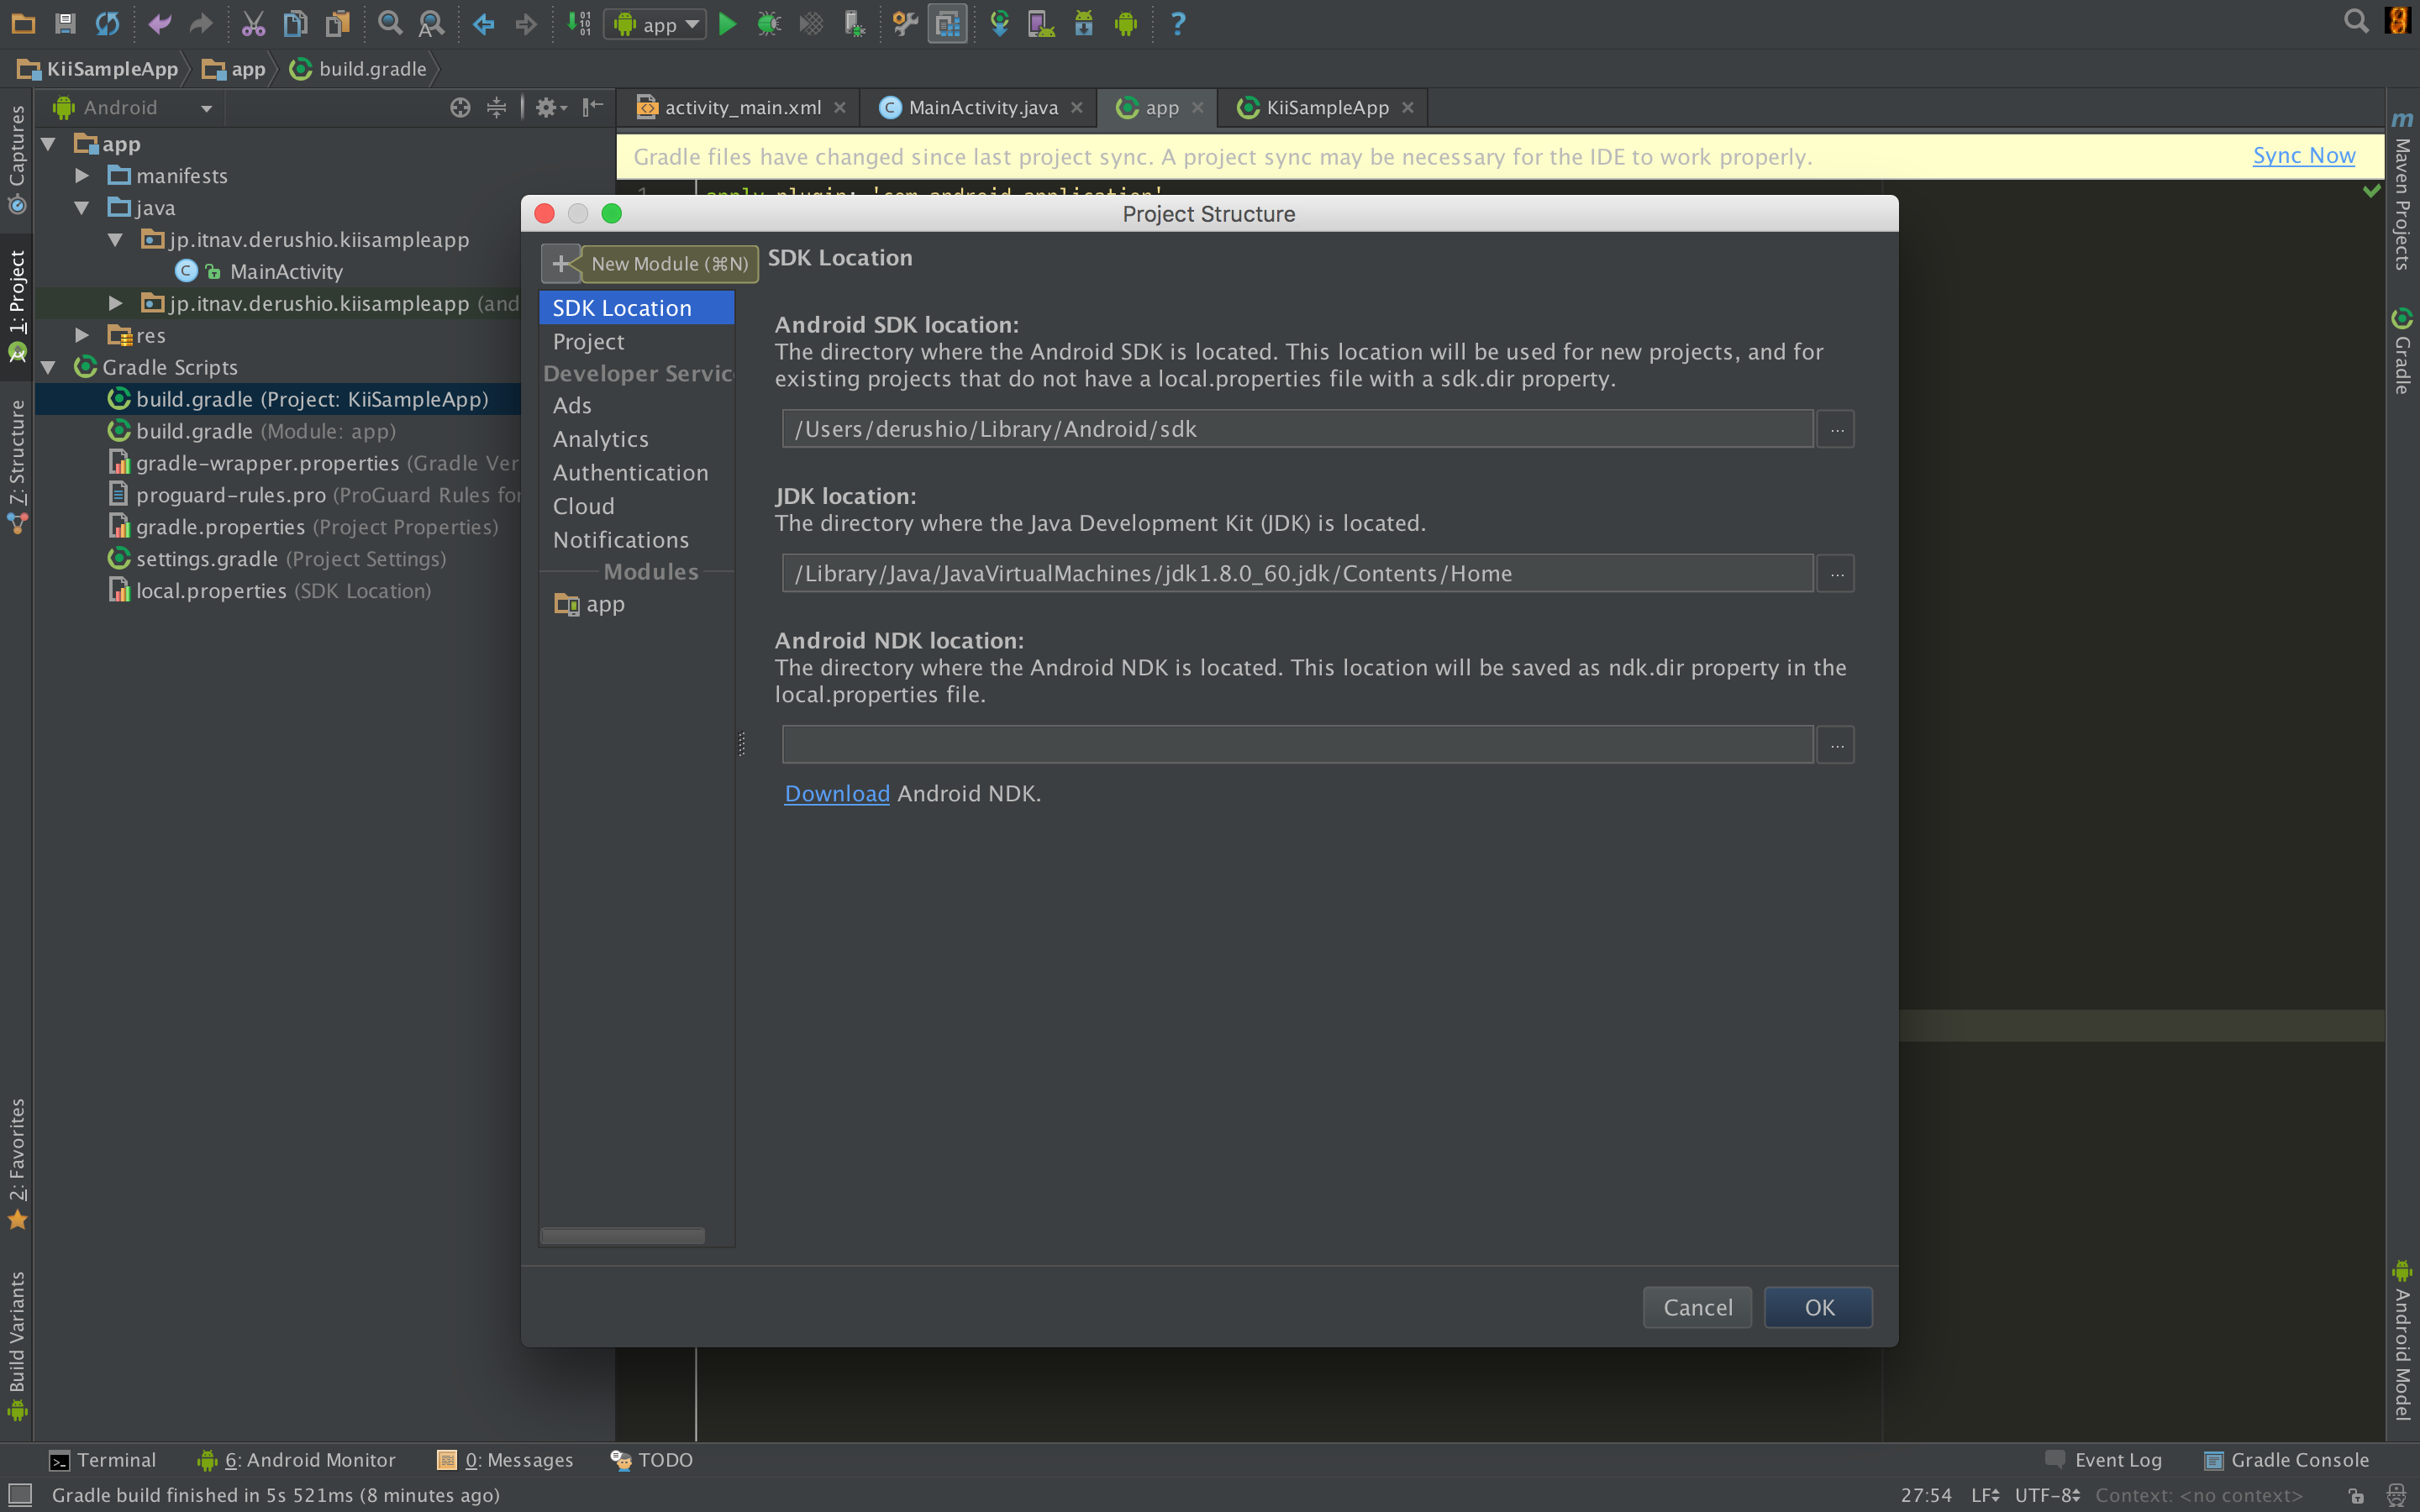 app
KiiSampleApp
app
build.gradle
Android
activity_main.xml
MainActivity.java
app
KiiSampleApp
Gradle files have changed since last project sync. A project sync may be necessary for the IDE to work properly.
Sync Now
1
apply plugin: 'com.android.application'
Captures
1: Project
7: Structure
2: Favorites
Build Variants
app
manifests
java
jp.itnav.derushio.kiisampleapp
MainActivity
jp.itnav.derushio.kiisampleapp (and
res
Gradle Scripts
build.gradle (Project: KiiSampleApp)
build.gradle (Module: app)
gradle-wrapper.properties (Gradle Ver
proguard-rules.pro (ProGuard Rules for
gradle.properties (Project Properties)
settings.gradle (Project Settings)
local.properties (SDK Location)
Project Structure
New Module (⌘N)
SDK Location
Project
Developer Servic
Ads
Analytics
Authentication
Cloud
Notifications
Modules
app
SDK Location
Android SDK location:
The directory where the Android SDK is located. This location will be used for new projects, and for
existing projects that do not have a local.properties file with a sdk.dir property.
/Users/derushio/Library/Android/sdk
...
JDK location:
The directory where the Java Development Kit (JDK) is located.
/Library/Java/JavaVirtualMachines/jdk1.8.0_60.jdk/Contents/Home
...
Android NDK location:
The directory where the Android NDK is located. This location will be saved as ndk.dir property in the
local.properties file.
...
Download Android NDK.
Cancel
OK
Maven Projects
Gradle
Android Model
Terminal
6: Android Monitor
0: Messages
TODO
Event Log
Gradle Console
Gradle build finished in 5s 521ms (8 minutes ago)
27:54
LF
UTF-8
Context: <no context>